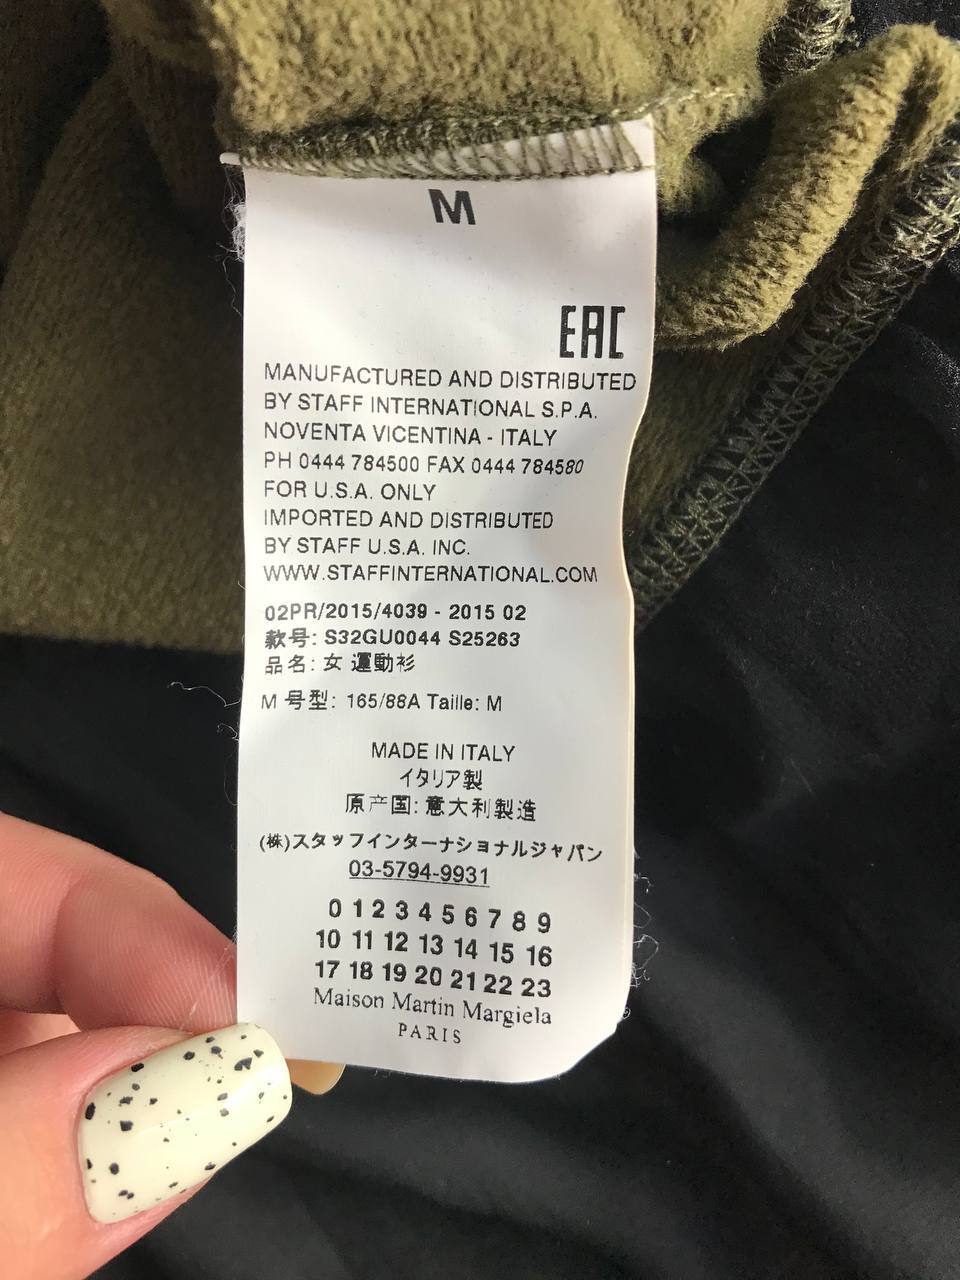 M
EAC
MANUFACTURED AND DISTRIBUTED
BY STAFF INTERNATIONAL S.P.A.
NOVENTA VICENTINA - ITALY
PH 0444 784500 FAX 0444 784580
FOR U.S.A. ONLY
IMPORTED AND DISTRIBUTED
BY STAFF U.S.A. INC.
WWW.STAFFINTERNATIONAL.COM
02PR/2015/4039 - 2015 02
款号: S32GU0044 S25263
品名: 女 運動衫
M 号型: 165/88A Taille: M
MADE IN ITALY
イタリア製
原产国: 意大利製造
(株)スタッフインターナショナルジャパン
03-5794-9931
0 1 2 3 4 5 6 7 8 9
10 11 12 13 14 15 16
17 18 19 20 21 22 23
Maison Martin Margiela
PARIS